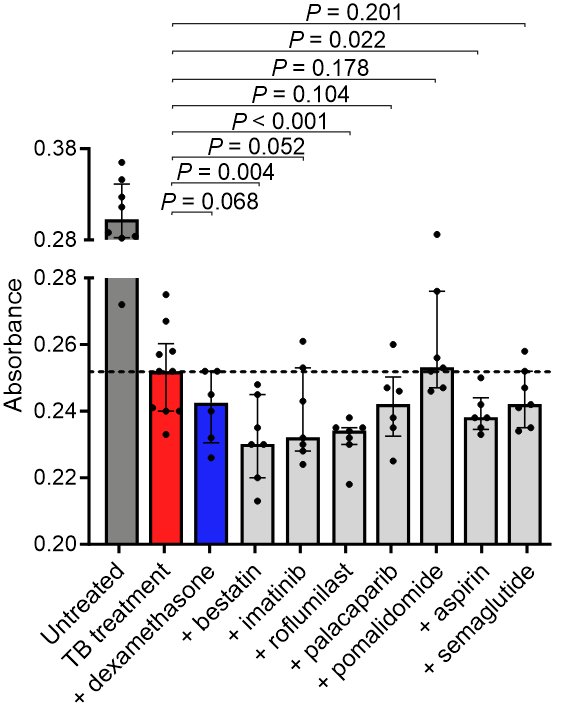 P = 0.201
P = 0.022
P = 0.178
P = 0.104
P < 0.001
P = 0.052
P = 0.004
P = 0.068
0.38
0.28
0.28
0.26
0.24
0.22
0.20
Absorbance
Untreated
TB treatment
+ dexamethasone
+ bestatin
+ imatinib
+ roflumilast
+ palacaparib
+ pomalidomide
+ aspirin
+ semaglutide